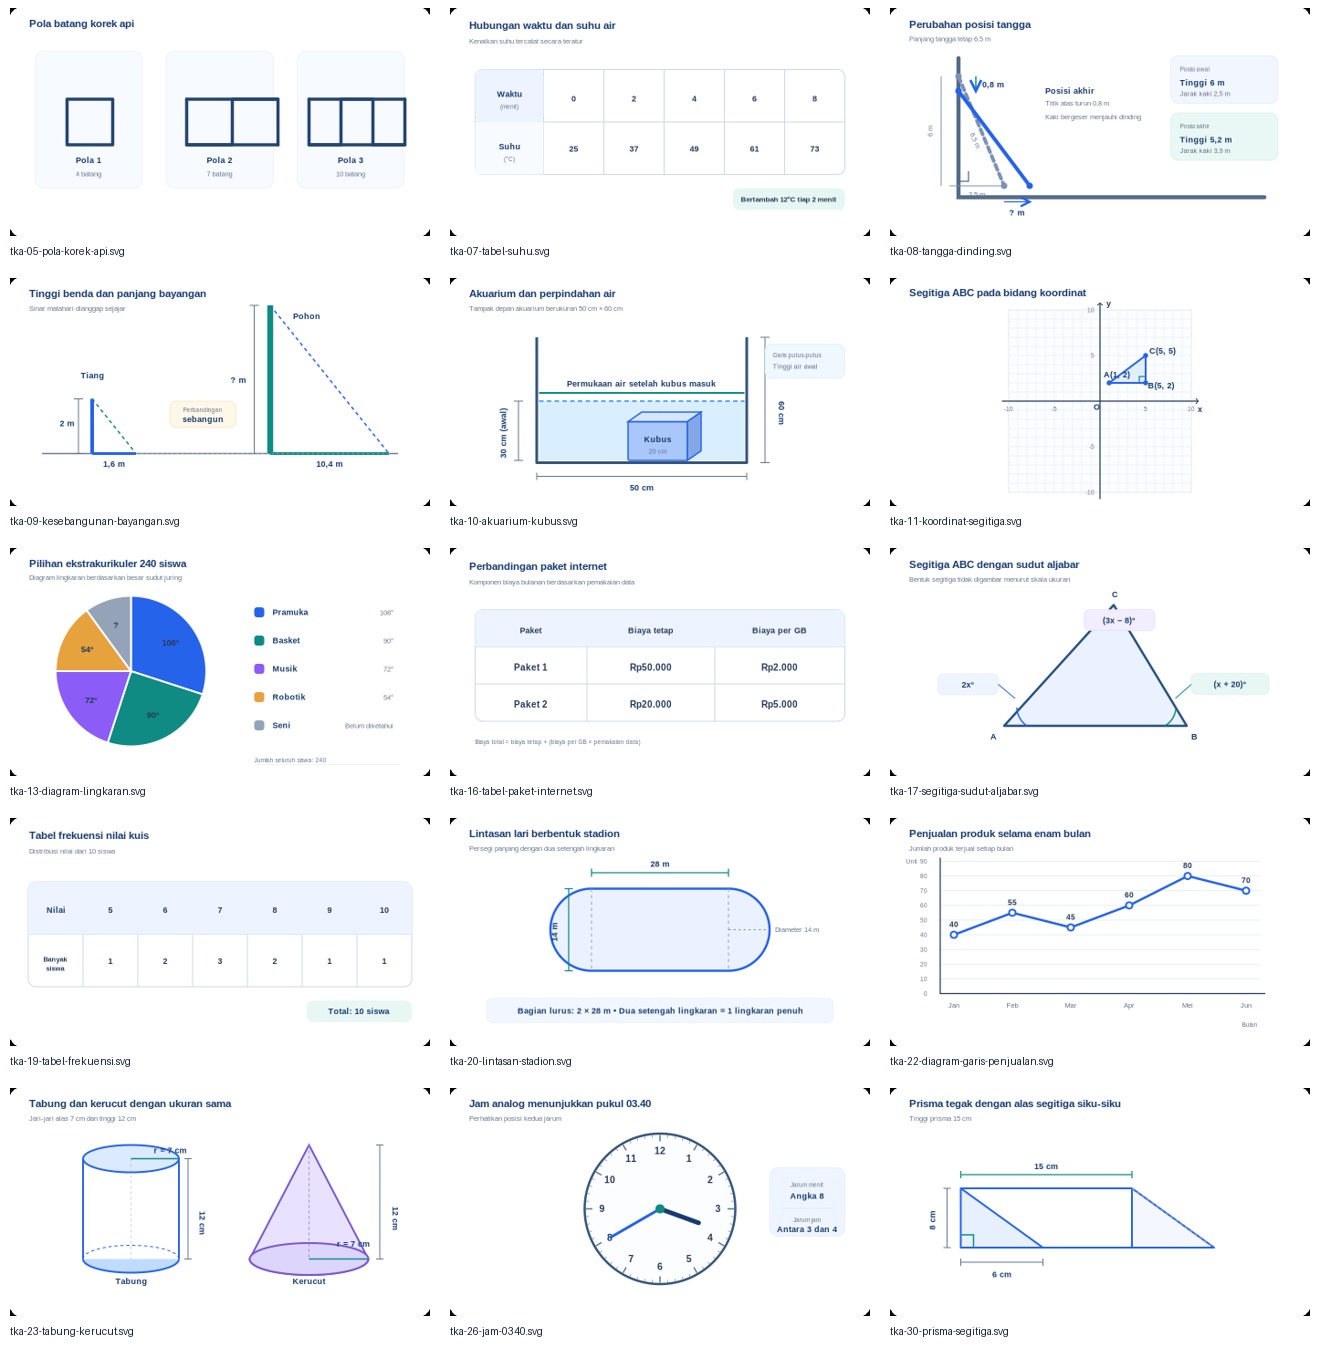 Pola batang korek api
Pola 1
4 batang
Pola 2
7 batang
Pola 3
10 batang
tka-05-pola-korek-api.svg
Hubungan waktu dan suhu air
Kenaikan suhu tercatat secara teratur
Waktu
(menit)
0 2 4 6 8
Suhu
(°C)
25 37 49 61 73
Bertambah 12°C tiap 2 menit
tka-07-tabel-suhu.svg
Perubahan posisi tangga
Panjang tangga tetap 6,5 m
0,8 m
6 m
6,5 m
2,5 m
? m
Posisi akhir
Titik atas turun 0,8 m
Kaki bergeser menjauhi dinding
Posisi awal
Tinggi 6 m
Jarak kaki 2,5 m
Posisi akhir
Tinggi 5,2 m
Jarak kaki 3,9 m
tka-08-tangga-dinding.svg
Tinggi benda dan panjang bayangan
Sinar matahari dianggap sejajar
Tiang
2 m
1,6 m
Perbandingan
sebangun
? m
Pohon
10,4 m
tka-09-kesebangunan-bayangan.svg
Akuarium dan perpindahan air
Tampak depan akuarium berukuran 50 cm × 60 cm
Garis putus-putus
Tinggi air awal
Permukaan air setelah kubus masuk
30 cm (awal)
Kubus
20 cm
60 cm
50 cm
tka-10-akuarium-kubus.svg
Segitiga ABC pada bidang koordinat
y
10
5
C(5, 5)
A(1, 2)
B(5, 2)
-10 -5 O 5 10 x
-5
-10
tka-11-koordinat-segitiga.svg
Pilihan ekstrakurikuler 240 siswa
Diagram lingkaran berdasarkan besar sudut juring
108°
90°
72°
54°
?
Pramuka 108°
Basket 90°
Musik 72°
Robotik 54°
Seni Belum diketahui
Jumlah seluruh siswa: 240
tka-13-diagram-lingkaran.svg
Perbandingan paket internet
Komponen biaya bulanan berdasarkan pemakaian data
Paket Biaya tetap Biaya per GB
Paket 1 Rp50.000 Rp2.000
Paket 2 Rp20.000 Rp5.000
Biaya total = biaya tetap + (biaya per GB × pemakaian data)
tka-16-tabel-paket-internet.svg
Segitiga ABC dengan sudut aljabar
Bentuk segitiga tidak digambar menurut skala ukuran
C
(3x − 8)°
2x°
(x + 20)°
A
B
tka-17-segitiga-sudut-aljabar.svg
Tabel frekuensi nilai kuis
Distribusi nilai dari 10 siswa
Nilai 5 6 7 8 9 10
Banyak
siswa
1 2 3 2 1 1
Total: 10 siswa
tka-19-tabel-frekuensi.svg
Lintasan lari berbentuk stadion
Persegi panjang dengan dua setengah lingkaran
28 m
14 m
Diameter 14 m
Bagian lurus: 2 × 28 m • Dua setengah lingkaran = 1 lingkaran penuh
tka-20-lintasan-stadion.svg
Penjualan produk selama enam bulan
Jumlah produk terjual setiap bulan
Unit 90
80
70
60
50
40
30
20
10
0
40
55
45
60
80
70
Jan Feb Mar Apr Mei Jun
Bulan
tka-22-diagram-garis-penjualan.svg
Tabung dan kerucut dengan ukuran sama
Jari-jari alas 7 cm dan tinggi 12 cm
r = 7 cm
12 cm
Tabung
r = 7 cm
12 cm
Kerucut
tka-23-tabung-kerucut.svg
Jam analog menunjukkan pukul 03.40
Perhatikan posisi kedua jarum
12
1
2
3
4
5
6
7
8
9
10
11
Jarum menit
Angka 8
Jarum jam
Antara 3 dan 4
tka-26-jam-0340.svg
Prisma tegak dengan alas segitiga siku-siku
Tinggi prisma 15 cm
15 cm
8 cm
6 cm
tka-30-prisma-segitiga.svg